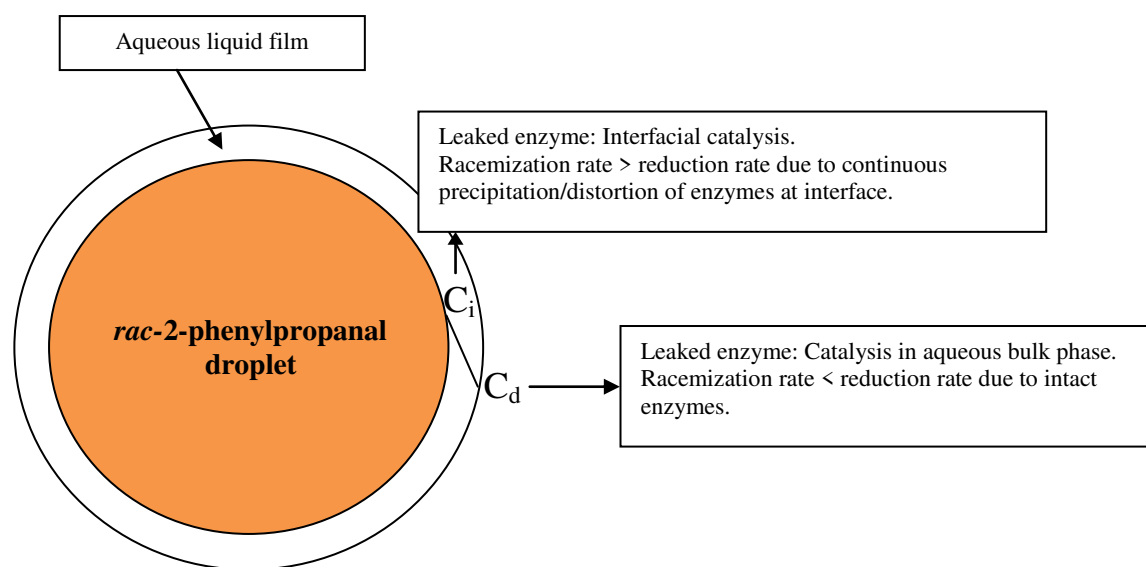 Aqueous liquid film
Leaked enzyme: Interfacial catalysis.
Racemization rate > reduction rate due to continuous
precipitation/distortion of enzymes at interface.
Ci
rac-2-phenylpropanal
droplet
Leaked enzyme: Catalysis in aqueous bulk phase.
Racemization rate < reduction rate due to intact
enzymes.
Cd